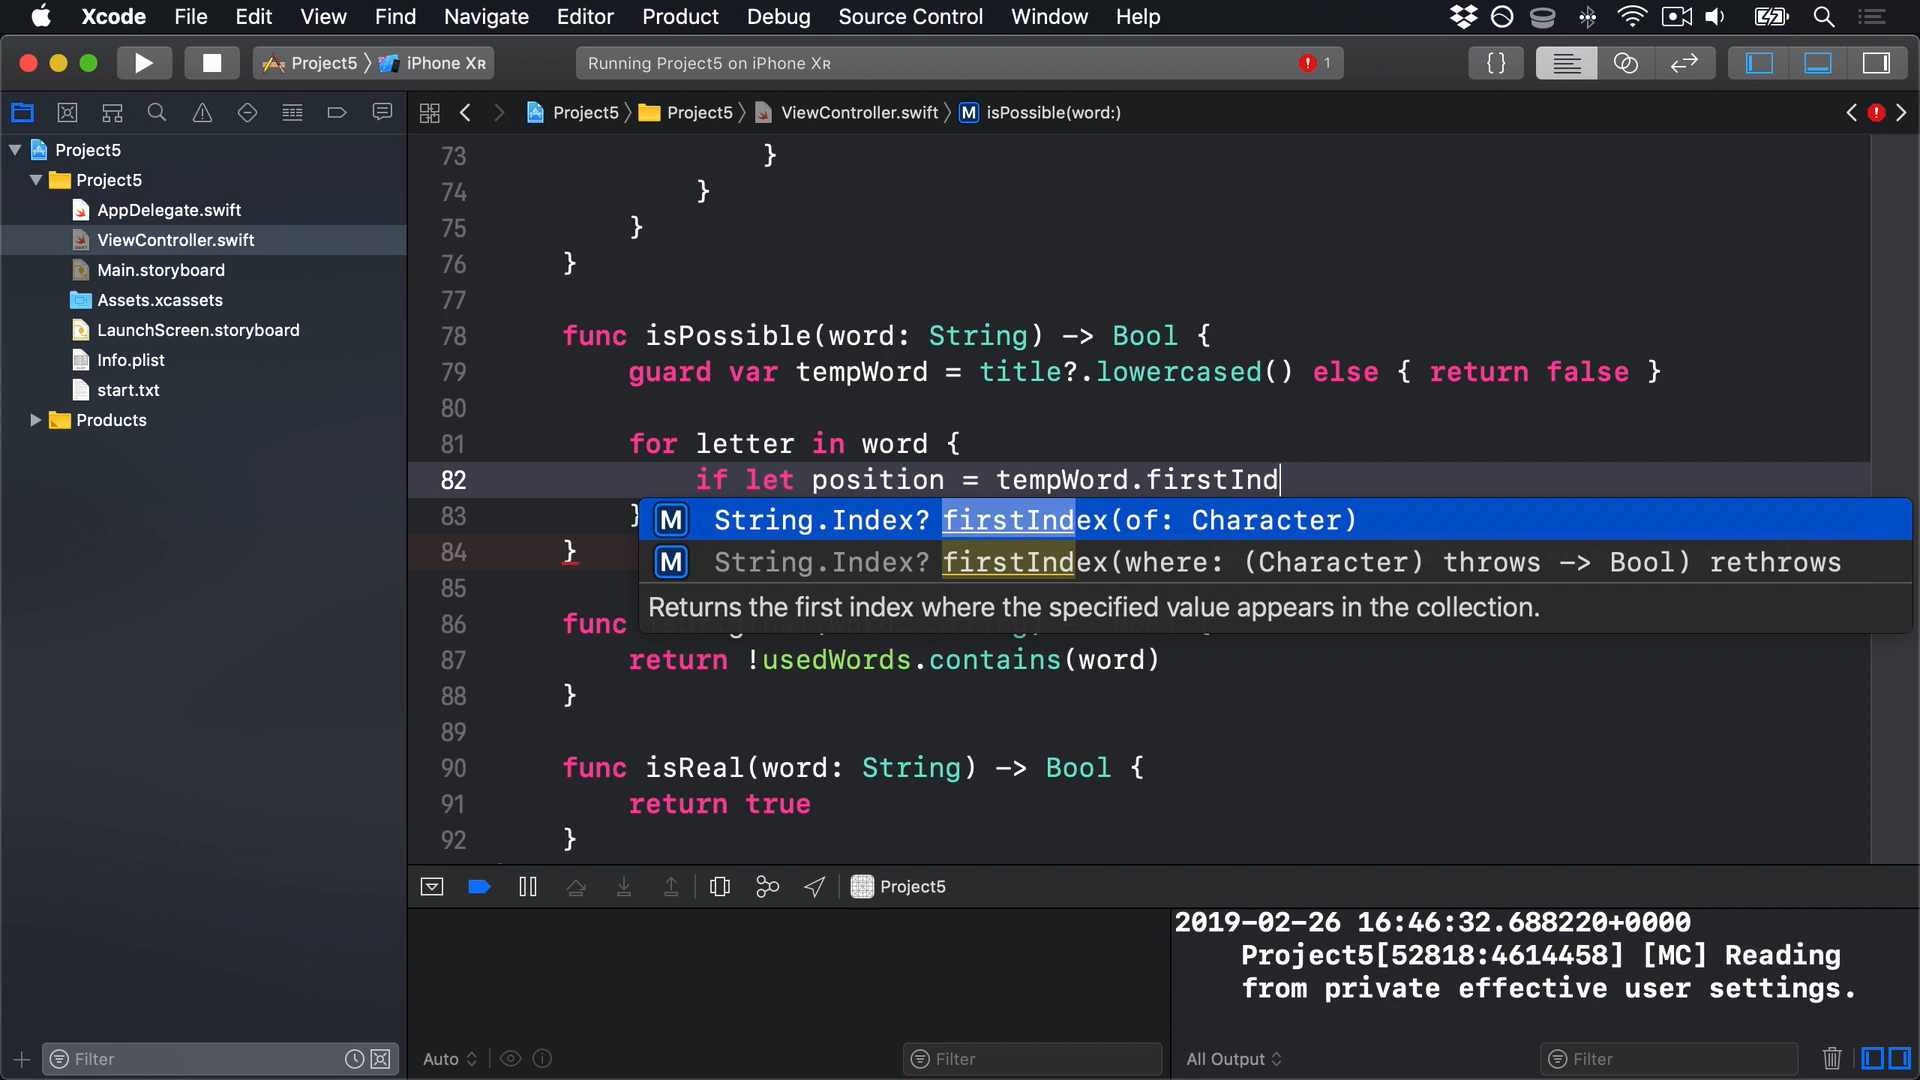 Xcode File Edit View Find Navigate Editor Product Debug Source Control Window Help
Project5 iPhone XR
Running Project5 on iPhone XR
1
Project5
Project5
AppDelegate.swift
ViewController.swift
Main.storyboard
Assets.xcassets
LaunchScreen.storyboard
Info.plist
start.txt
Products
Filter
Project5 Project5 ViewController.swift M isPossible(word:)
73 }
74 }
75 }
76 }
77
78 func isPossible(word: String) -> Bool {
79 guard var tempWord = title?.lowercased() else { return false }
80
81 for letter in word {
82 if let position = tempWord.firstInd
83 }
M String.Index? firstIndex(of: Character)
M String.Index? firstIndex(where: (Character) throws -> Bool) rethrows
Returns the first index where the specified value appears in the collection.
84 }
85
86 func
87 return !usedWords.contains(word)
88 }
89
90 func isReal(word: String) -> Bool {
91 return true
92 }
Project5
2019-02-26 16:46:32.688220+0000
Project5[52818:4614458] [MC] Reading
from private effective user settings.
Auto
Filter
All Output
Filter